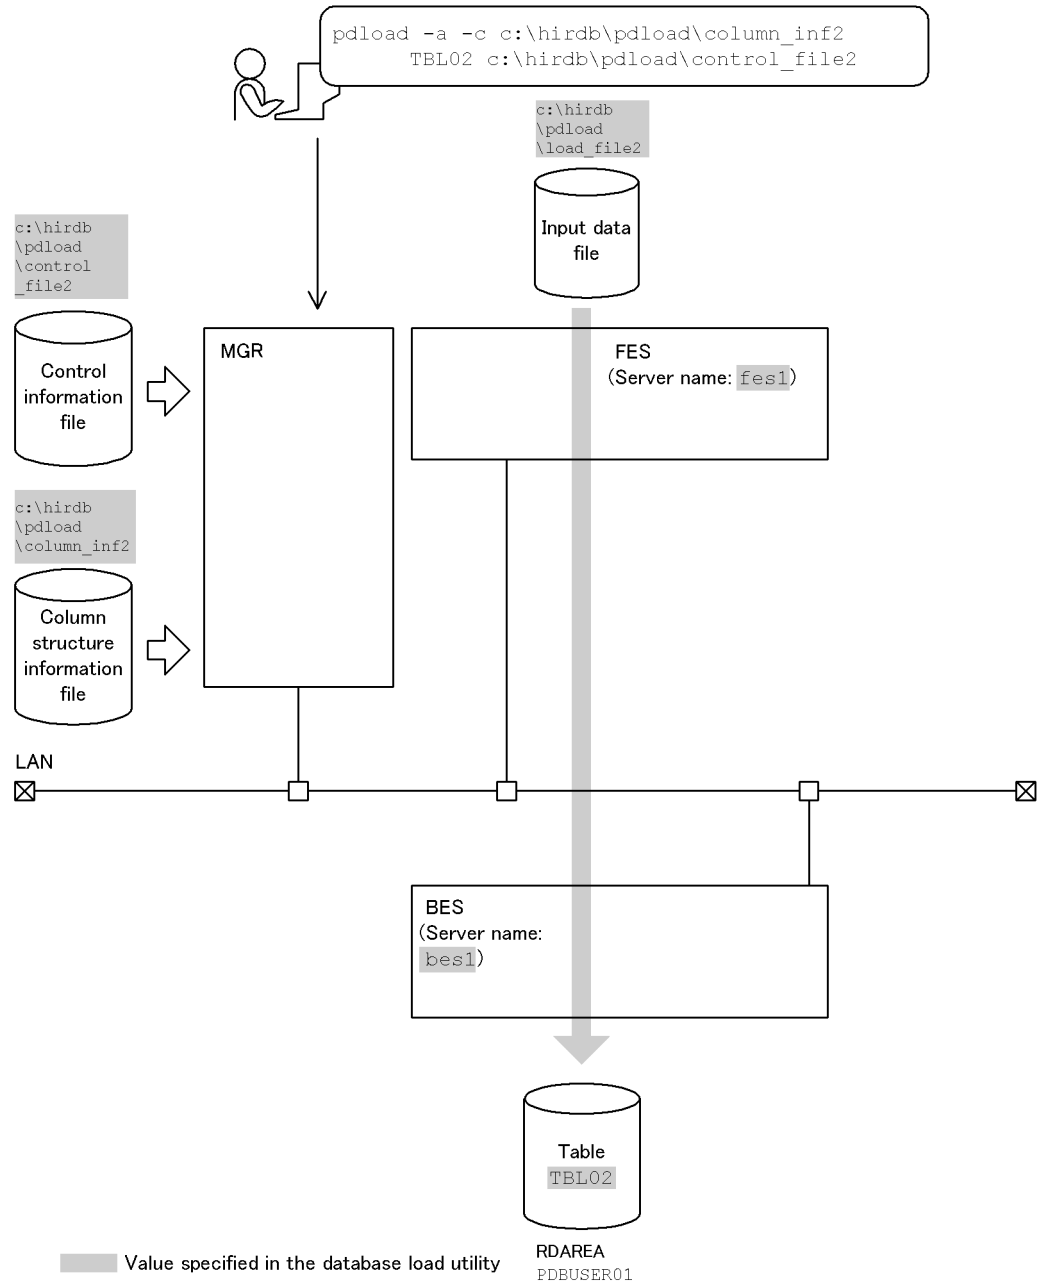 pdload -a -c c:\hirdb\pdload\column_inf2
TBL02 c:\hirdb\pdload\control_file2
c:\hirdb
\pdload
\load_file2
Input data
file
c:\hirdb
\pdload
\control
_file2
Control
information
file
MGR
FES
(Server name: fes1)
c:\hirdb
\pdload
\column_inf2
Column
structure
information
file
LAN
BES
(Server name:
bes1)
Table
TBL02
RDAREA
PDBUSER01
Value specified in the database load utility